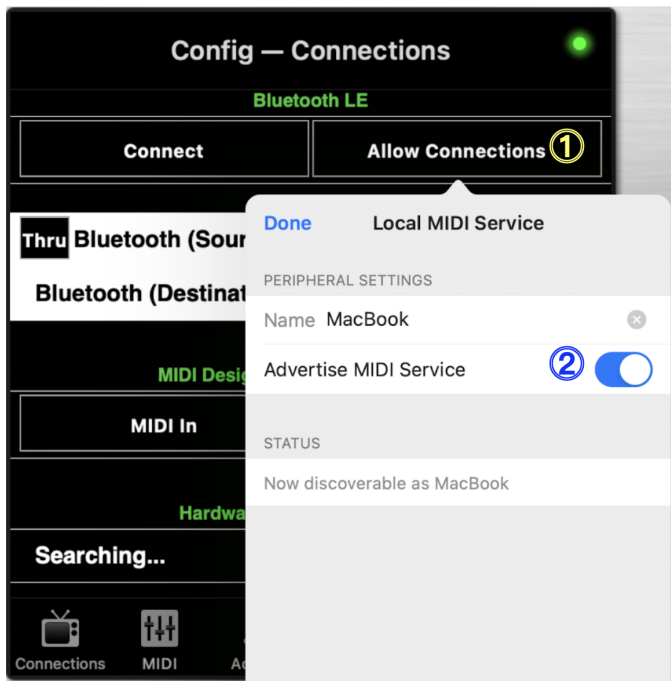 Config — Connections
Bluetooth LE
Connect
Allow Connections ①
Thru Bluetooth (Sour
Bluetooth (Destinat
MIDI Desig
MIDI In
Hardwa
Searching...
Connections
MIDI
Done
Local MIDI Service
PERIPHERAL SETTINGS
Name MacBook
Advertise MIDI Service ②
STATUS
Now discoverable as MacBook